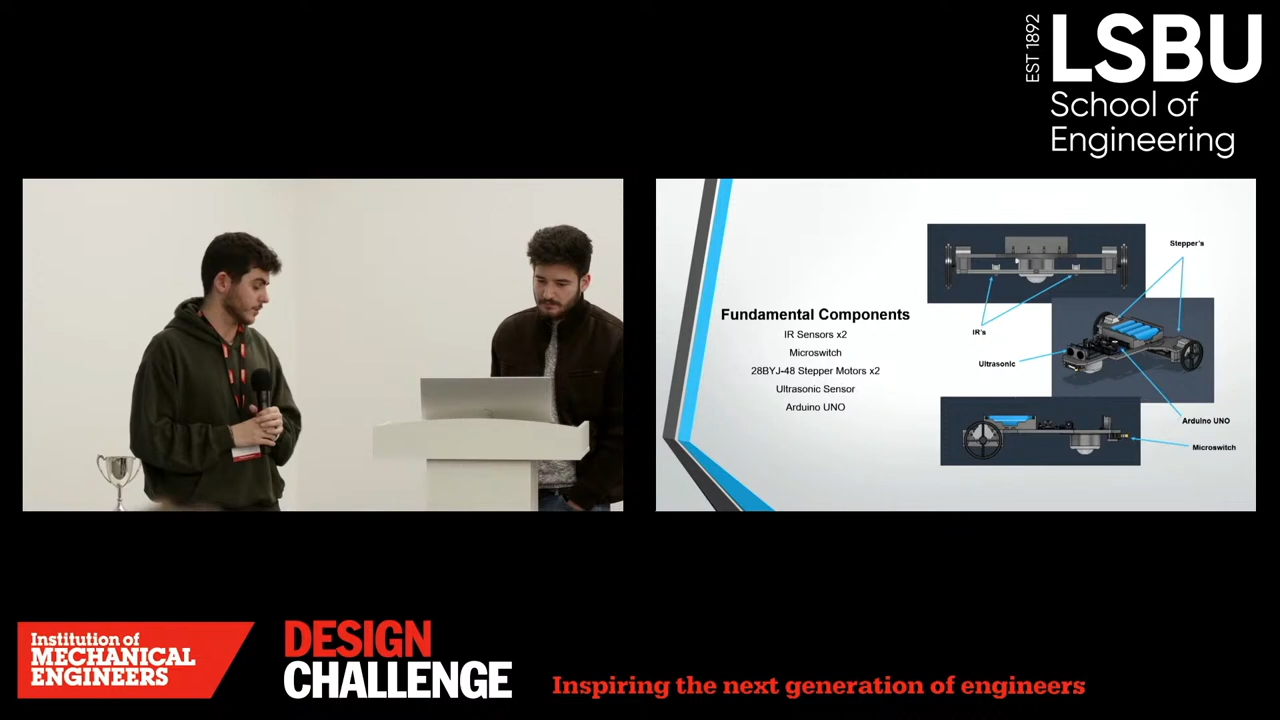 EST 1892
LSBU
School of
Engineering
Fundamental Components
IR Sensors x2
Microswitch
28BYJ-48 Stepper Motors x2
Ultrasonic Sensor
Arduino UNO
Stepper's
IR's
Ultrasonic
Arduino UNO
Microswitch
Institution of
MECHANICAL
ENGINEERS
DESIGN
CHALLENGE
Inspiring the next generation of engineers